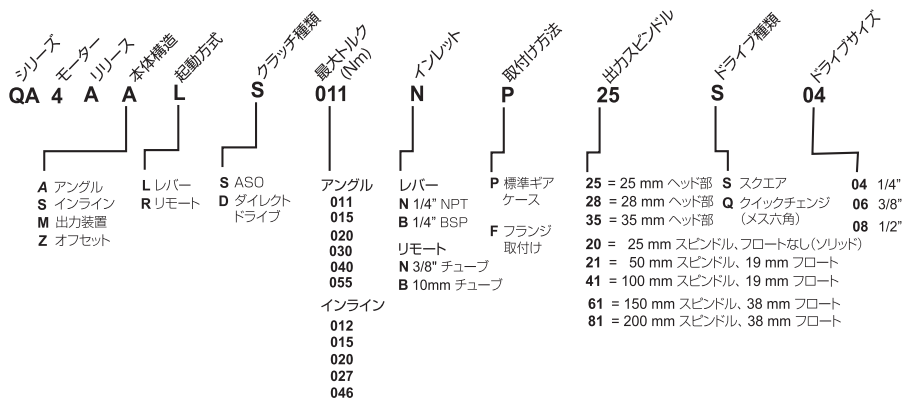 シリーズ
モーター
リリース
本体構造
起動方式
クラッチ種類
最大トルク
(Nm)
インレット
取付け方法
出力スピンドル
ドライブ種類
ドライブサイズ
QA 4 A A L S 011 N P 25 S 04
A アングル
S インライン
M 出力装置
Z オフセット
L レバー
R リモート
S ASO
D ダイレクト
ドライブ
アングル
011
015
020
030
040
055
インライン
012
015
020
027
046
レバー
N 1/4" NPT
B 1/4" BSP
リモート
N 3/8" チューブ
B 10mm チューブ
P 標準ギア
ケース
F フランジ
取付け
25 = 25 mm ヘッド部
28 = 28 mm ヘッド部
35 = 35 mm ヘッド部
20 = 25 mm スピンドル、フロートなし(ソリッド)
21 = 50 mm スピンドル、19 mm フロート
41 = 100 mm スピンドル、19 mm フロート
61 = 150 mm スピンドル、38 mm フロート
81 = 200 mm スピンドル、38 mm フロート
S スクエア
Q クイックチェンジ
(メス六角)
04 1/4"
06 3/8"
08 1/2"